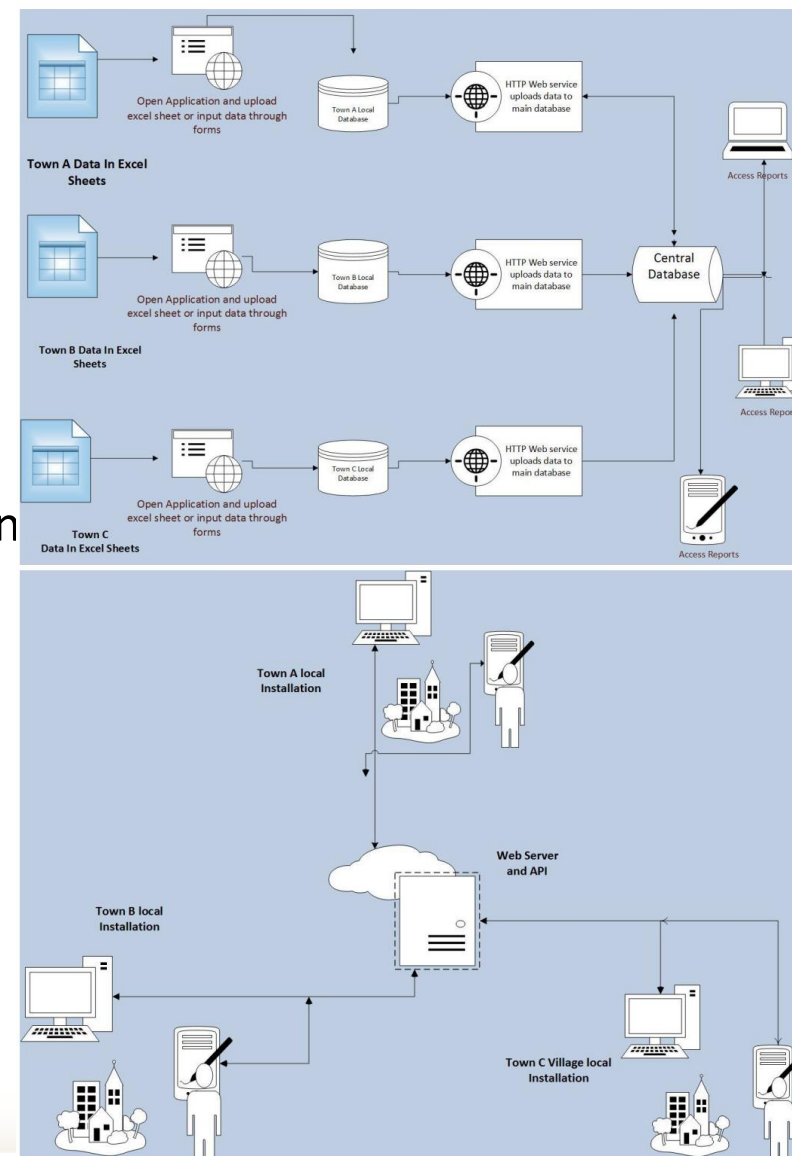 Open Application and upload
excel sheet or input data through
forms
Town A Local
Database
HTTP Web service
uploads data to
main database
Town A Data In Excel
Sheets
Access Reports
Open Application and upload
excel sheet or input data through
forms
Town B Local
Database
HTTP Web service
uploads data to
main database
Central
Database
Town B Data In Excel
Sheets
Access Repor
Open Application and upload
excel sheet or input data through
forms
Town C Local
Database
HTTP Web service
uploads data to
main database
Town C
Data In Excel Sheets
Access Reports
n
Town A local
Installation
Web Server
and API
Town B local
Installation
Town C Village local
Installation